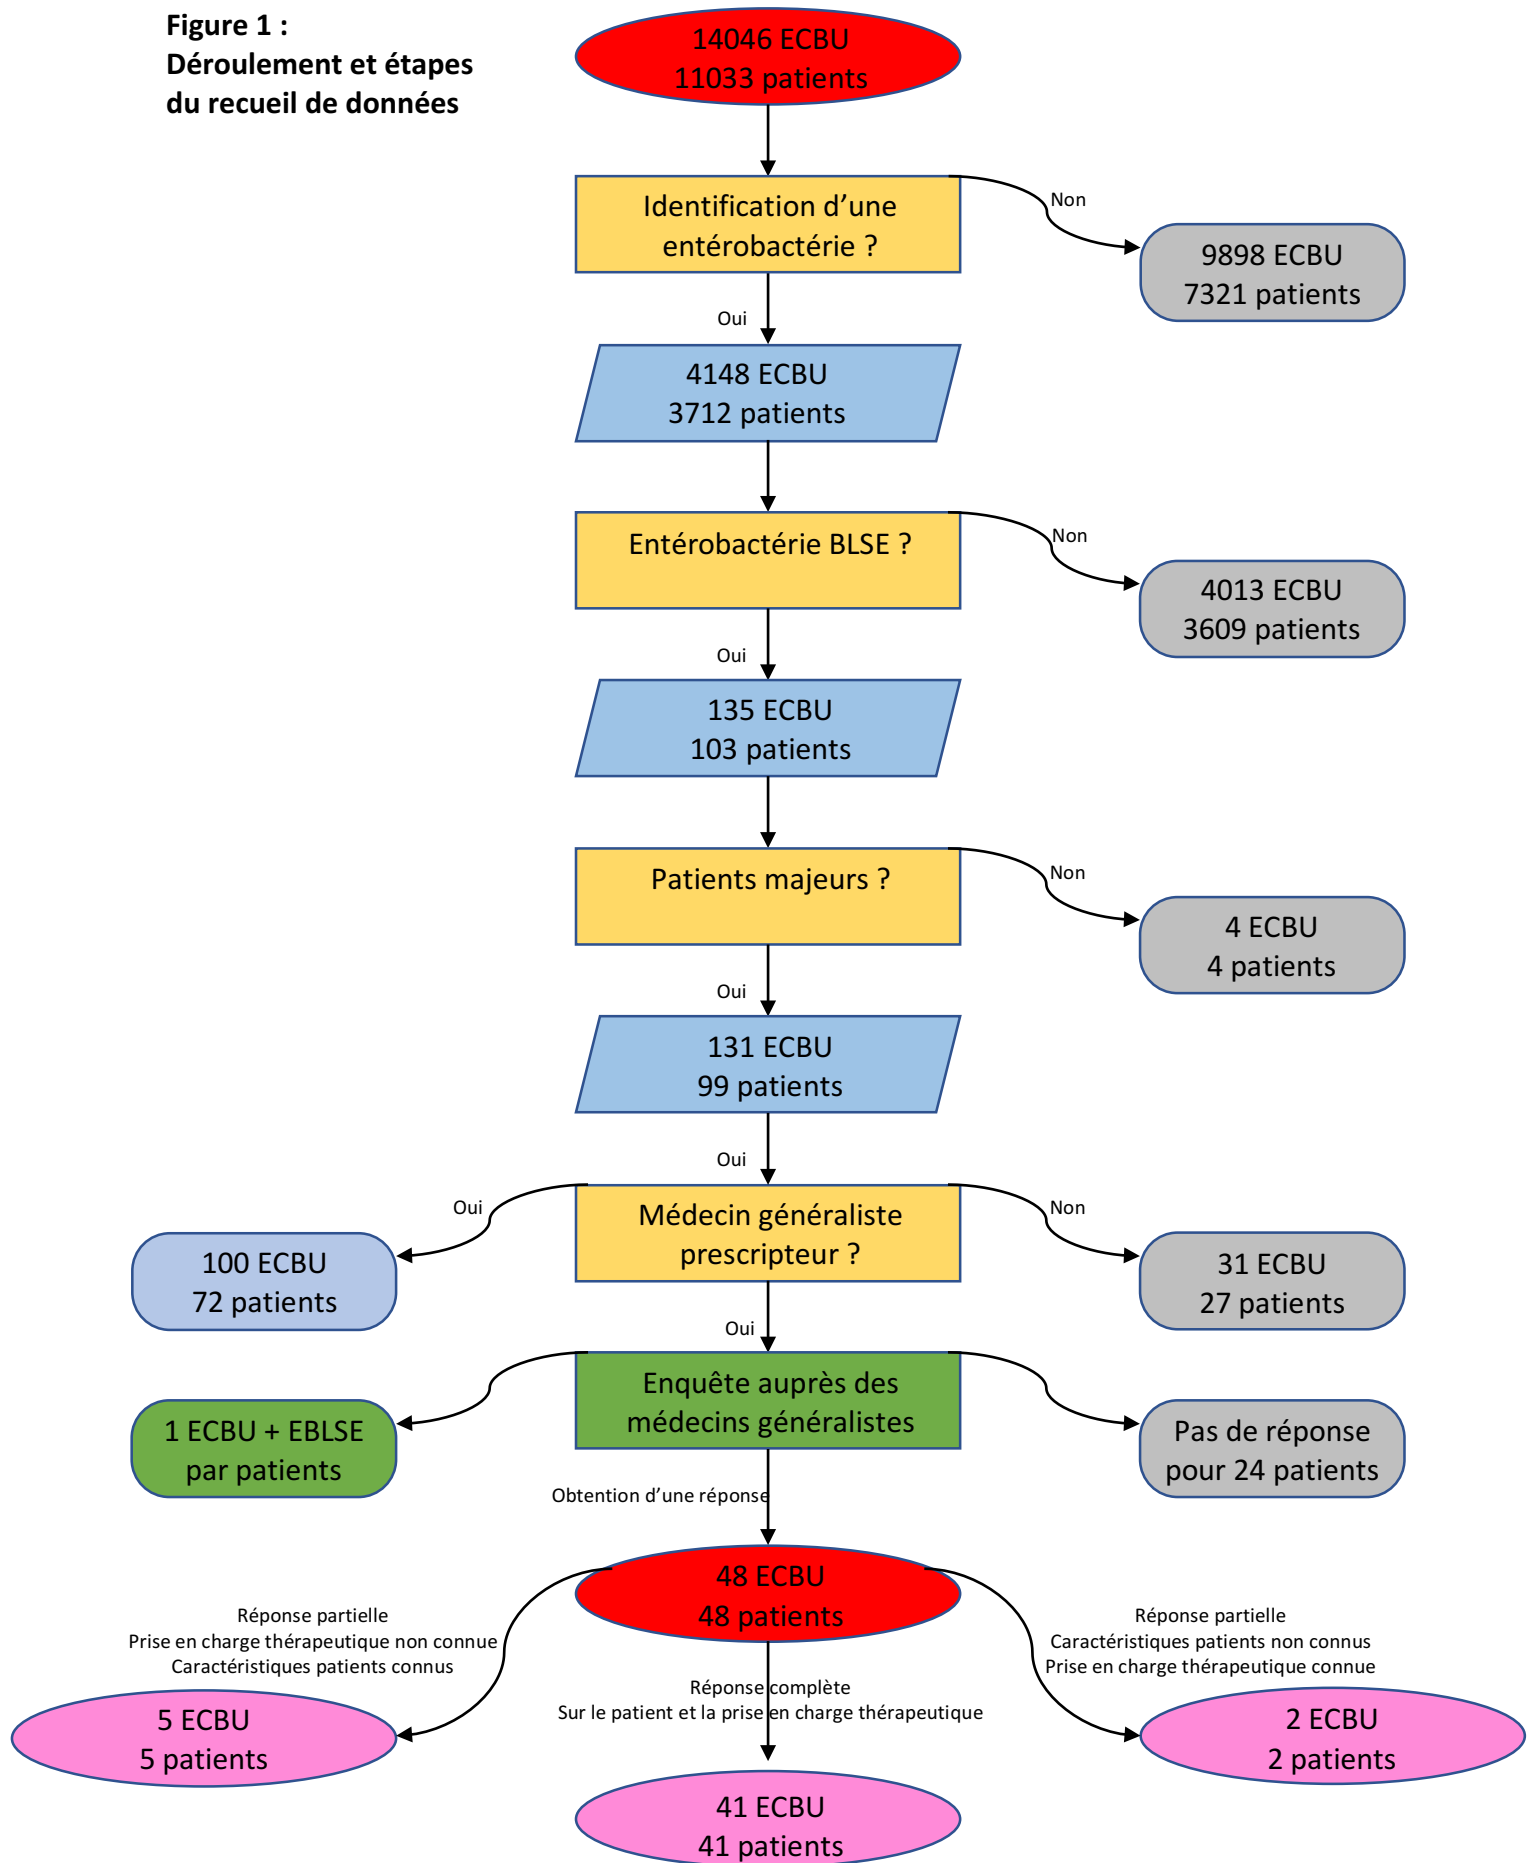 Figure 1 :
Déroulement et étapes
du recueil de données
14046 ECBU
11033 patients
Identification d’une
entérobactérie ?
Non
9898 ECBU
7321 patients
Oui
4148 ECBU
3712 patients
Entérobactérie BLSE ?
Non
4013 ECBU
3609 patients
Oui
135 ECBU
103 patients
Patients majeurs ?
Non
4 ECBU
4 patients
Oui
131 ECBU
99 patients
Oui
Médecin généraliste
prescripteur ?
Oui
100 ECBU
72 patients
Non
31 ECBU
27 patients
Oui
Enquête auprès des
médecins généralistes
1 ECBU + EBLSE
par patients
Pas de réponse
pour 24 patients
Obtention d’une réponse
48 ECBU
48 patients
Réponse partielle
Prise en charge thérapeutique non connue
Caractéristiques patients connus
Réponse partielle
Caractéristiques patients non connus
Prise en charge thérapeutique connue
Réponse complète
Sur le patient et la prise en charge thérapeutique
5 ECBU
5 patients
2 ECBU
2 patients
41 ECBU
41 patients